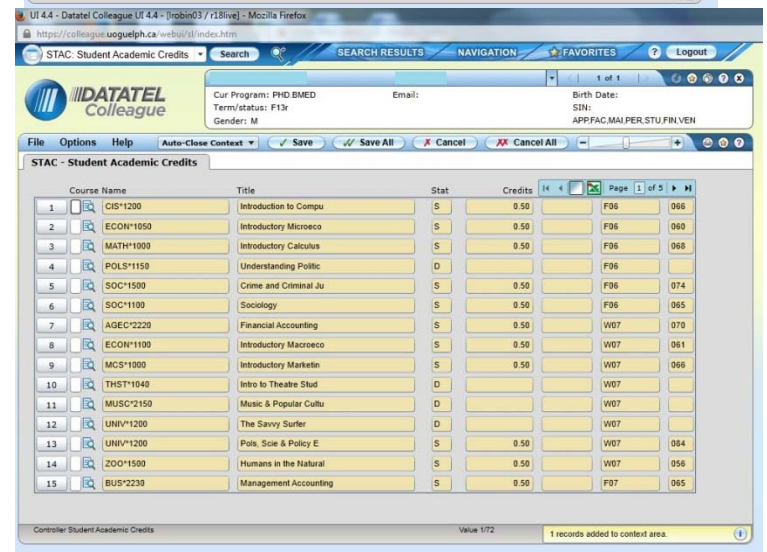 UI 4.4 - Datatel Colleague UI 4.4 - [lrobin03 / r18live] - Mozilla Firefox
https://colleague.uoguelph.ca/webui/sl/index.htm
STAC: Student Academic Credits Search SEARCH RESULTS NAVIGATION FAVORITES ? Logout
1 of 1
DATATEL Colleague
Cur Program: PHD.BMED Email: Birth Date:
Term/status: F13r SIN:
Gender: M APP,FAC,MAI,PER,STU,FIN,VEN
File Options Help Auto-Close Context Save Save All Cancel Cancel All - +
STAC - Student Academic Credits
Course Name Title Stat Credits Page 1 of 5
1 CIS*1200 Introduction to Compu S 0.50 F06 066
2 ECON*1050 Introductory Microeco S 0.50 F06 060
3 MATH*1000 Introductory Calculus S 0.50 F06 068
4 POLS*1150 Understanding Politic D F06
5 SOC*1500 Crime and Criminal Ju S 0.50 F06 074
6 SOC*1100 Sociology S 0.50 F06 065
7 AGEC*2220 Financial Accounting S 0.50 W07 070
8 ECON*1100 Introductory Macroeco S 0.50 W07 061
9 MCS*1000 Introductory Marketin S 0.50 W07 066
10 THST*1040 Intro to Theatre Stud D W07
11 MUSC*2150 Music & Popular Cultu D W07
12 UNIV*1200 The Savvy Surfer D W07
13 UNIV*1200 Pols, Scie & Policy E S 0.50 W07 084
14 ZOO*1500 Humans in the Natural S 0.50 W07 056
15 BUS*2230 Management Accounting S 0.50 F07 065
Controller Student Academic Credits Value 1/72 1 records added to context area.